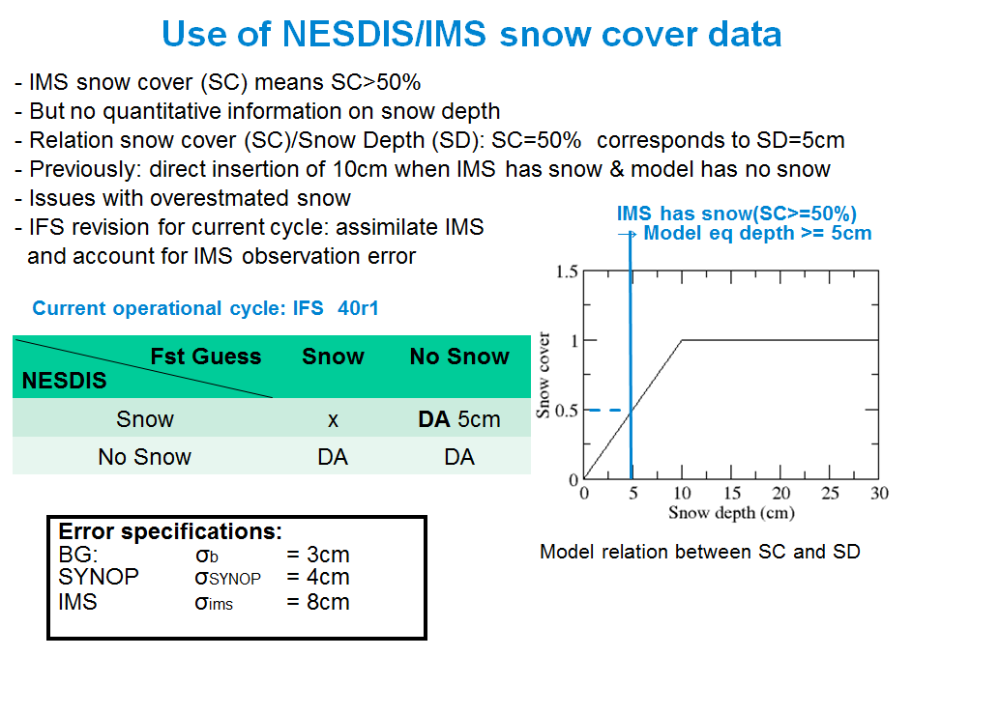 Use of NESDIS/IMS snow cover data
- IMS snow cover (SC) means SC>50%
- But no quantitative information on snow depth
- Relation snow cover (SC)/Snow Depth (SD): SC=50% corresponds to SD=5cm
- Previously: direct insertion of 10cm when IMS has snow & model has no snow
- Issues with overestmated snow
- IFS revision for current cycle: assimilate IMS
and account for IMS observation error
Current operational cycle: IFS 40r1
Fst Guess Snow No Snow
NESDIS
Snow x DA 5cm
No Snow DA DA
Error specifications:
BG: σb = 3cm
SYNOP σSYNOP = 4cm
IMS σims = 8cm
IMS has snow(SC>=50%)
→ Model eq depth >= 5cm
1.5
1
0.5
0
Snow cover
0 5 10 15 20 25 30
Snow depth (cm)
Model relation between SC and SD